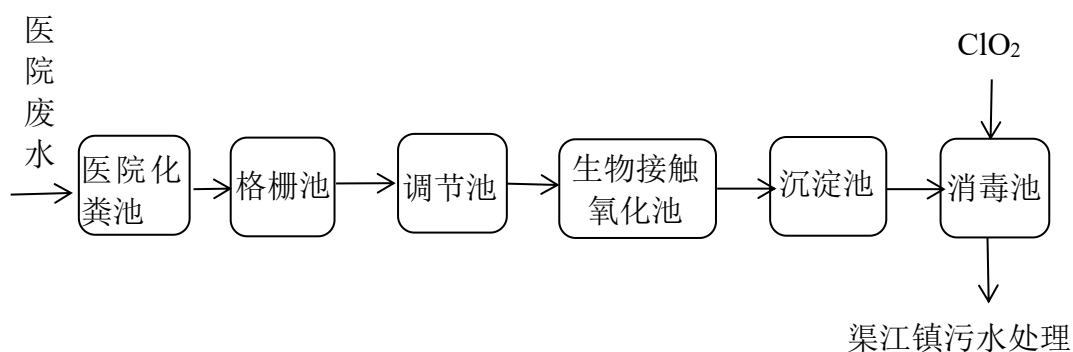 医院废水
ClO₂
医院化
粪池
格栅池
调节池
生物接触
氧化池
沉淀池
消毒池
渠江镇污水处理